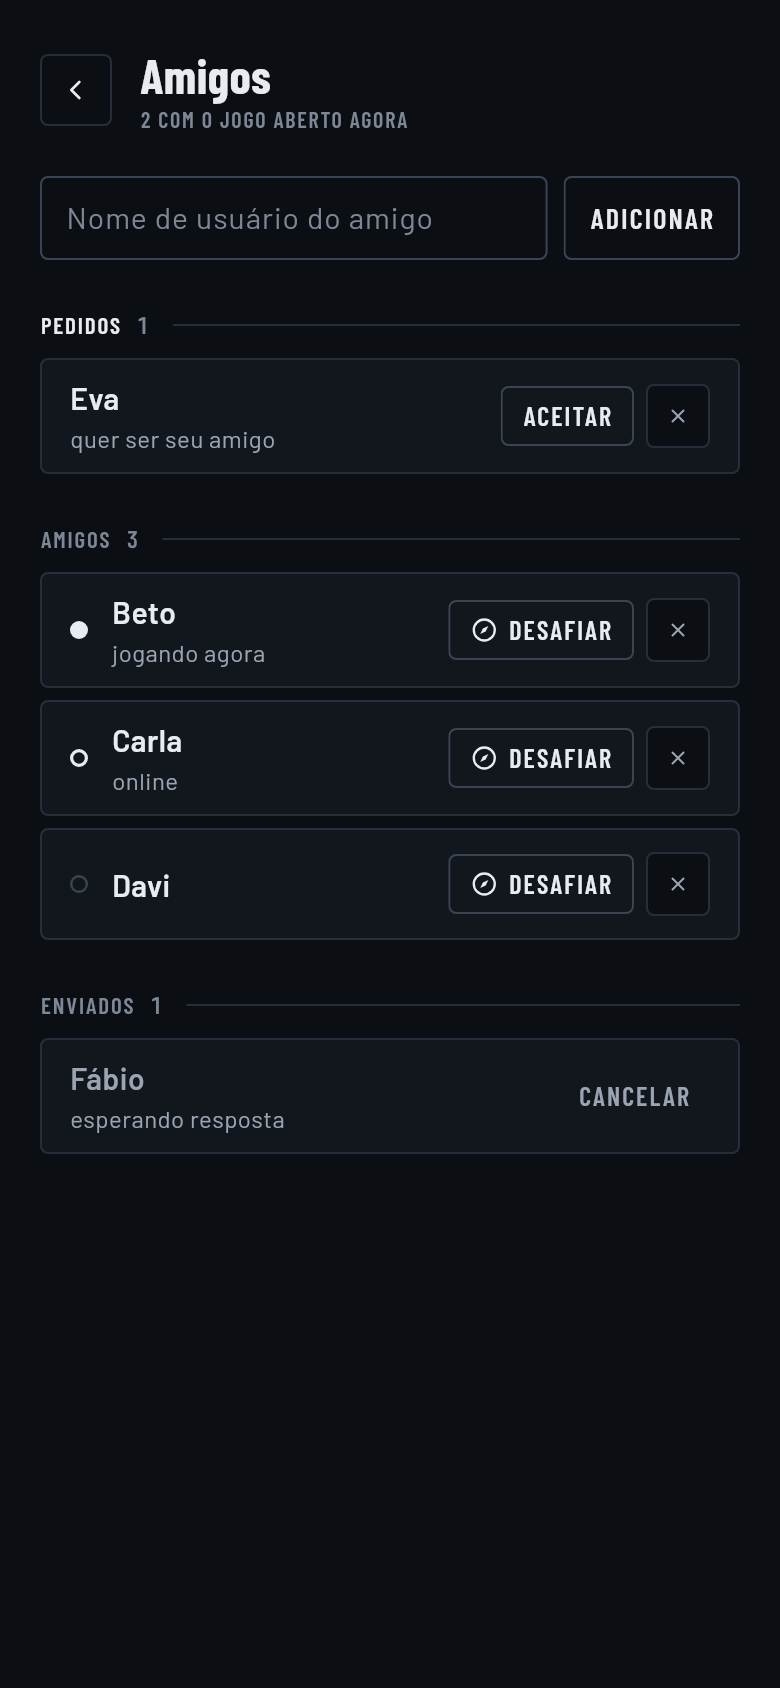 Amigos
2 COM O JOGO ABERTO AGORA
Nome de usuário do amigo
ADICIONAR
PEDIDOS 1
Eva
quer ser seu amigo
ACEITAR
AMIGOS 3
Beto
jogando agora
DESAFIAR
Carla
online
DESAFIAR
Davi
DESAFIAR
ENVIADOS 1
Fábio
esperando resposta
CANCELAR